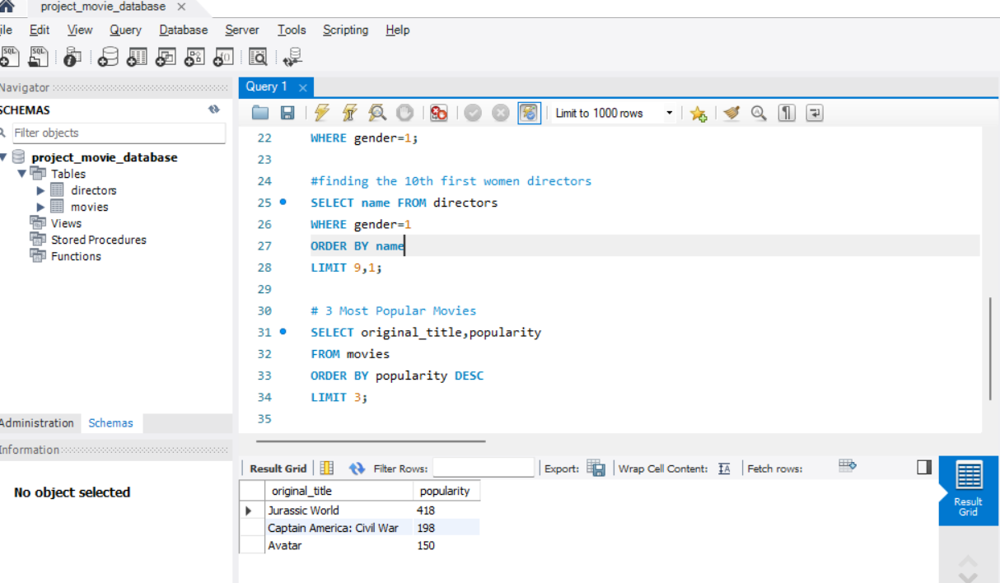 project_movie_database ×
ile Edit View Query Database Server Tools Scripting Help
SQL SQL
Navigator Query 1 ×
SCHEMAS
Limit to 1000 rows
Filter objects
project_movie_database
Tables
directors
movies
Views
Stored Procedures
Functions
22 WHERE gender=1;
23
24 #finding the 10th first women directors
25 SELECT name FROM directors
26 WHERE gender=1
27 ORDER BY name
28 LIMIT 9,1;
29
30 # 3 Most Popular Movies
31 SELECT original_title,popularity
32 FROM movies
33 ORDER BY popularity DESC
34 LIMIT 3;
35
Administration Schemas
Information
No object selected
Result Grid Filter Rows: Export: Wrap Cell Content: IA Fetch rows:
original_title popularity
Jurassic World 418
Captain America: Civil War 198
Avatar 150
Result
Grid